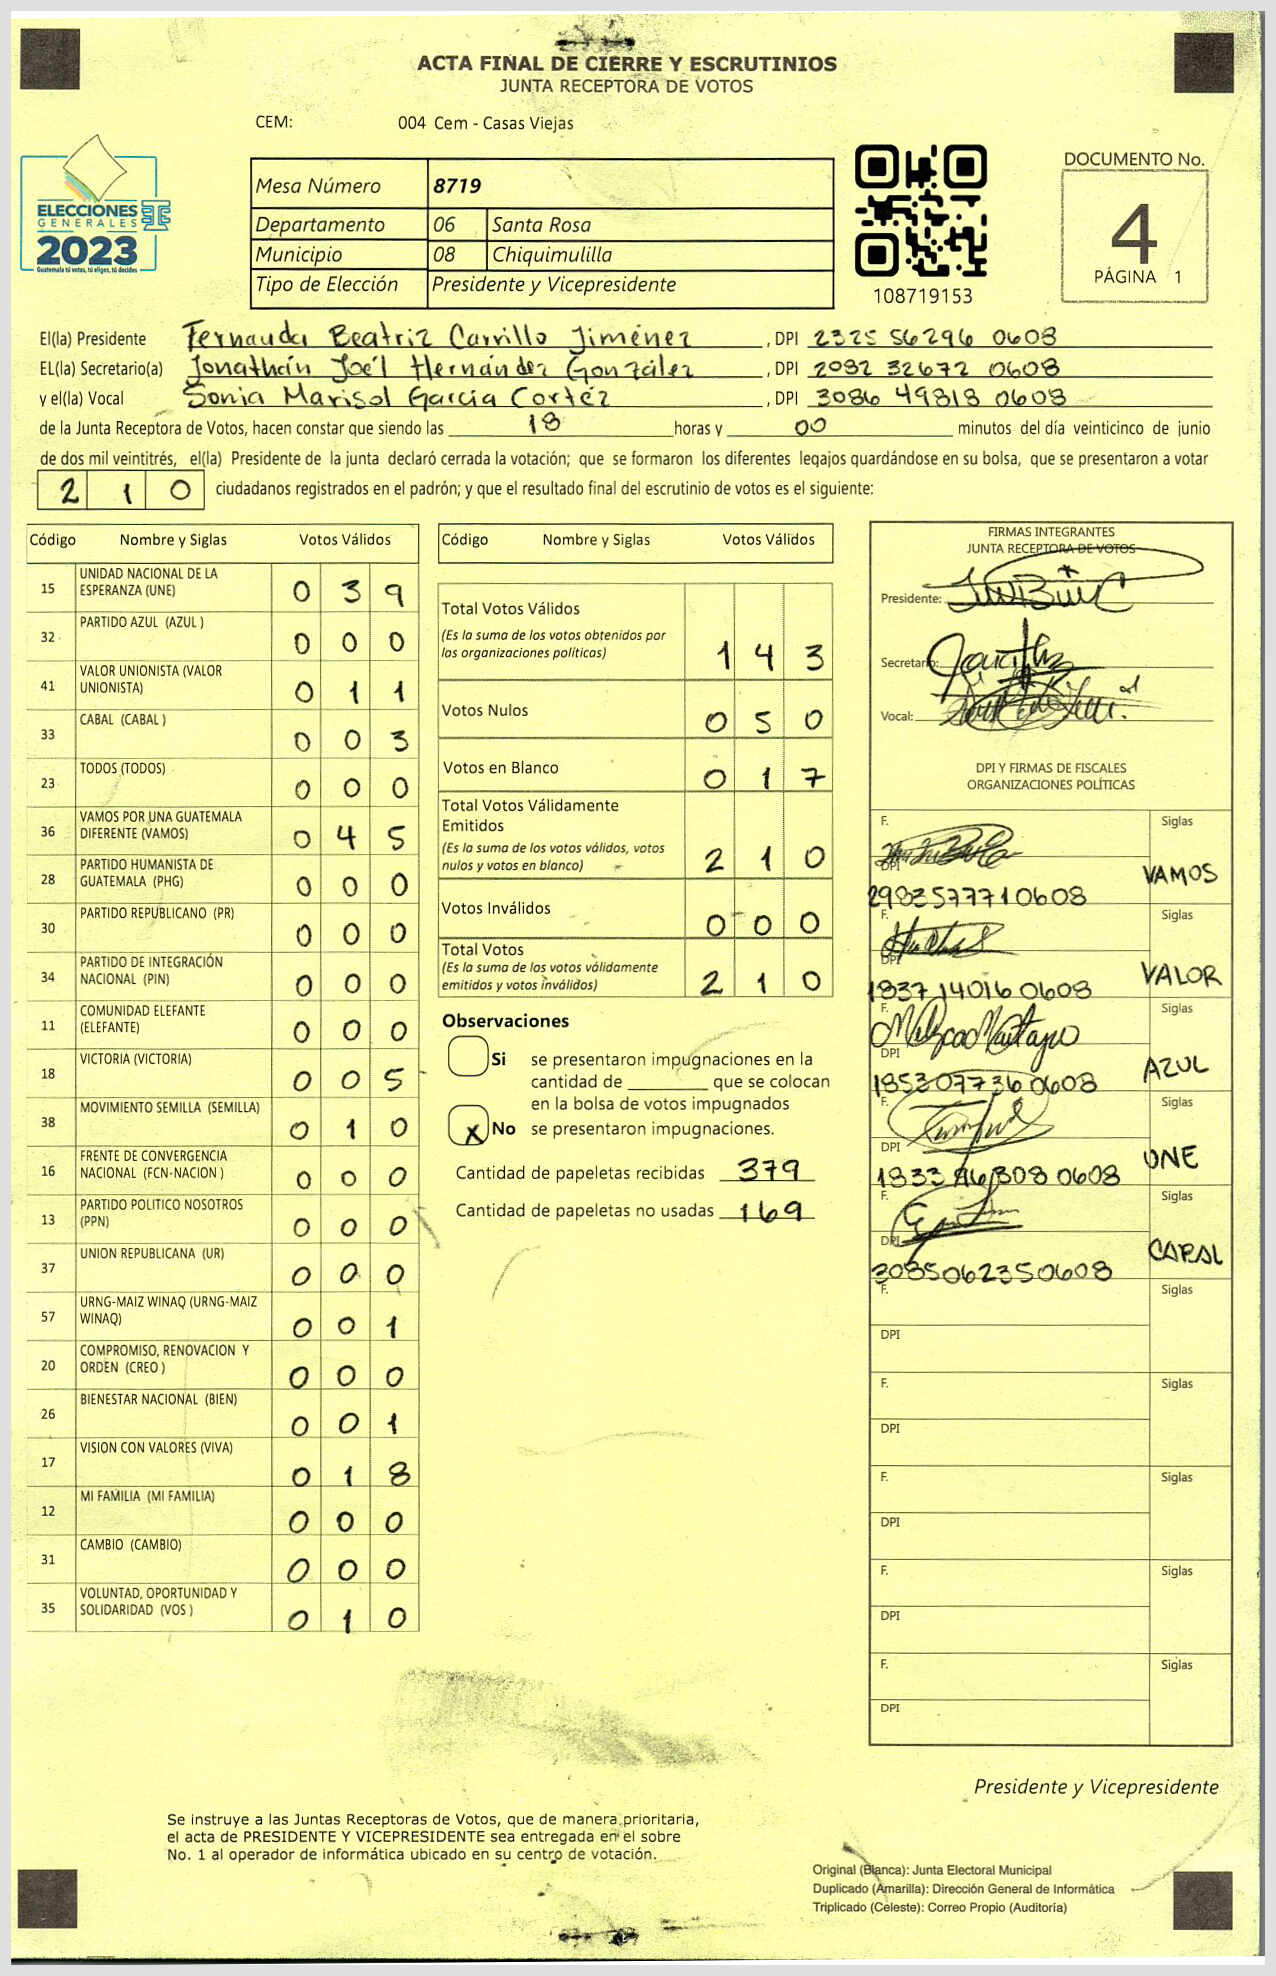 ACTA FINAL DE CIERRE Y ESCRUTINIOS
JUNTA RECEPTORA DE VOTOS
CEM: 004 Cem - Casas Viejas
ELECCIONES
GENERALES
2023
Guatemala tú votas, tú eliges, tú decides
Mesa Número 8719
Departamento 06 Santa Rosa
Municipio 08 Chiquimulilla
Tipo de Elección Presidente y Vicepresidente
108719153
DOCUMENTO No.
4
PÁGINA 1
El(la) Presidente Fernanda Beatriz Carrillo Jiménez , DPI 2325 56296 0608
EL(la) Secretario(a) Jonathán Joél Hernández González , DPI 2092 32672 0608
y el(la) Vocal Sonia Marisol García Cortéz , DPI 3086 49818 0608
de la Junta Receptora de Votos, hacen constar que siendo las 18 horas y 00 minutos del día veinticinco de junio
de dos mil veintitrés, el(la) Presidente de la junta declaró cerrada la votación; que se formaron los diferentes legajos guardándose en su bolsa, que se presentaron a votar
2 1 0 ciudadanos registrados en el padrón; y que el resultado final del escrutinio de votos es el siguiente:
Código Nombre y Siglas Votos Válidos
15 UNIDAD NACIONAL DE LA
ESPERANZA (UNE) 0 3 9
32 PARTIDO AZUL (AZUL ) 0 0 0
41 VALOR UNIONISTA (VALOR
UNIONISTA) 0 1 1
33 CABAL (CABAL ) 0 0 3
23 TODOS (TODOS) 0 0 0
36 VAMOS POR UNA GUATEMALA
DIFERENTE (VAMOS) 0 4 5
28 PARTIDO HUMANISTA DE
GUATEMALA (PHG) 0 0 0
30 PARTIDO REPUBLICANO (PR) 0 0 0
34 PARTIDO DE INTEGRACIÓN
NACIONAL (PIN) 0 0 0
11 COMUNIDAD ELEFANTE
(ELEFANTE) 0 0 0
18 VICTORIA (VICTORIA) 0 0 5
38 MOVIMIENTO SEMILLA (SEMILLA) 0 1 0
16 FRENTE DE CONVERGENCIA
NACIONAL (FCN-NACION ) 0 0 0
13 PARTIDO POLITICO NOSOTROS
(PPN) 0 0 0
37 UNION REPUBLICANA (UR) 0 0 0
57 URNG-MAIZ WINAQ (URNG-MAIZ
WINAQ) 0 0 1
20 COMPROMISO, RENOVACION Y
ORDEN (CREO ) 0 0 0
26 BIENESTAR NACIONAL (BIEN) 0 0 1
17 VISION CON VALORES (VIVA) 0 1 8
12 MI FAMILIA (MI FAMILIA) 0 0 0
31 CAMBIO (CAMBIO) 0 0 0
35 VOLUNTAD, OPORTUNIDAD Y
SOLIDARIDAD (VOS ) 0 1 0
Código Nombre y Siglas Votos Válidos
Total Votos Válidos
(Es la suma de los votos obtenidos por
las organizaciones políticas) 1 4 3
Votos Nulos 0 5 0
Votos en Blanco 0 1 7
Total Votos Válidamente
Emitidos
(Es la suma de los votos válidos, votos
nulos y votos en blanco) 2 1 0
Votos Inválidos 0 0 0
Total Votos
(Es la suma de los votos válidamente
emitidos y votos inválidos) 2 1 0
Observaciones
Si se presentaron impugnaciones en la
cantidad de ________ que se colocan
en la bolsa de votos impugnados
x No se presentaron impugnaciones.
Cantidad de papeletas recibidas 379
Cantidad de papeletas no usadas 169
FIRMAS INTEGRANTES
JUNTA RECEPTORA DE VOTOS
Presidente:
Secretario:
Vocal:
DPI Y FIRMAS DE FISCALES
ORGANIZACIONES POLÍTICAS
F. Siglas
DPI VAMOS
2983577710608
F. Siglas
DPI VALOR
1837 14016 0608
F. Siglas
DPI AZUL
1853077360608
F. Siglas
DPI UNE
F. Siglas
DPI CABAL
3085062350608
F. Siglas
DPI
F. Siglas
DPI
F. Siglas
DPI
F. Siglas
DPI
F. Siglas
DPI
Presidente y Vicepresidente
Se instruye a las Juntas Receptoras de Votos, que de manera prioritaria,
el acta de PRESIDENTE Y VICEPRESIDENTE sea entregada en el sobre
No. 1 al operador de informática ubicado en su centro de votación.
Original (Blanca): Junta Electoral Municipal
Duplicado (Amarilla): Dirección General de Informática
Triplicado (Celeste): Correo Propio (Auditoría)